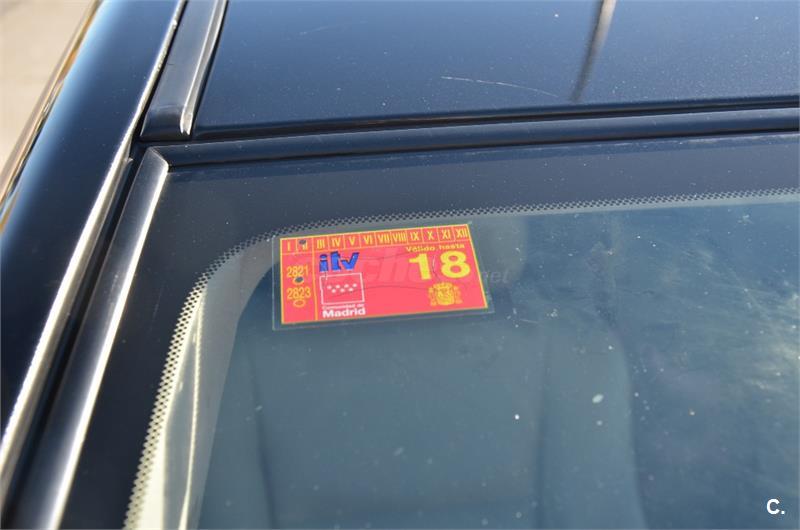 I II III IV V VI VII VIII IX X XI XII
Válido hasta
2821 itv 18
2823
Comunidad de
Madrid
C.